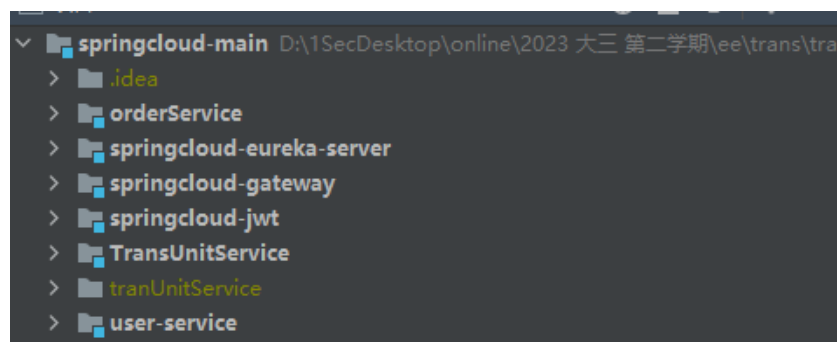 springcloud-main D:\1SecDesktop\online\2023 大三 第二学期\ee\trans\tra
.idea
orderService
springcloud-eureka-server
springcloud-gateway
springcloud-jwt
TransUnitService
tranUnitService
user-service